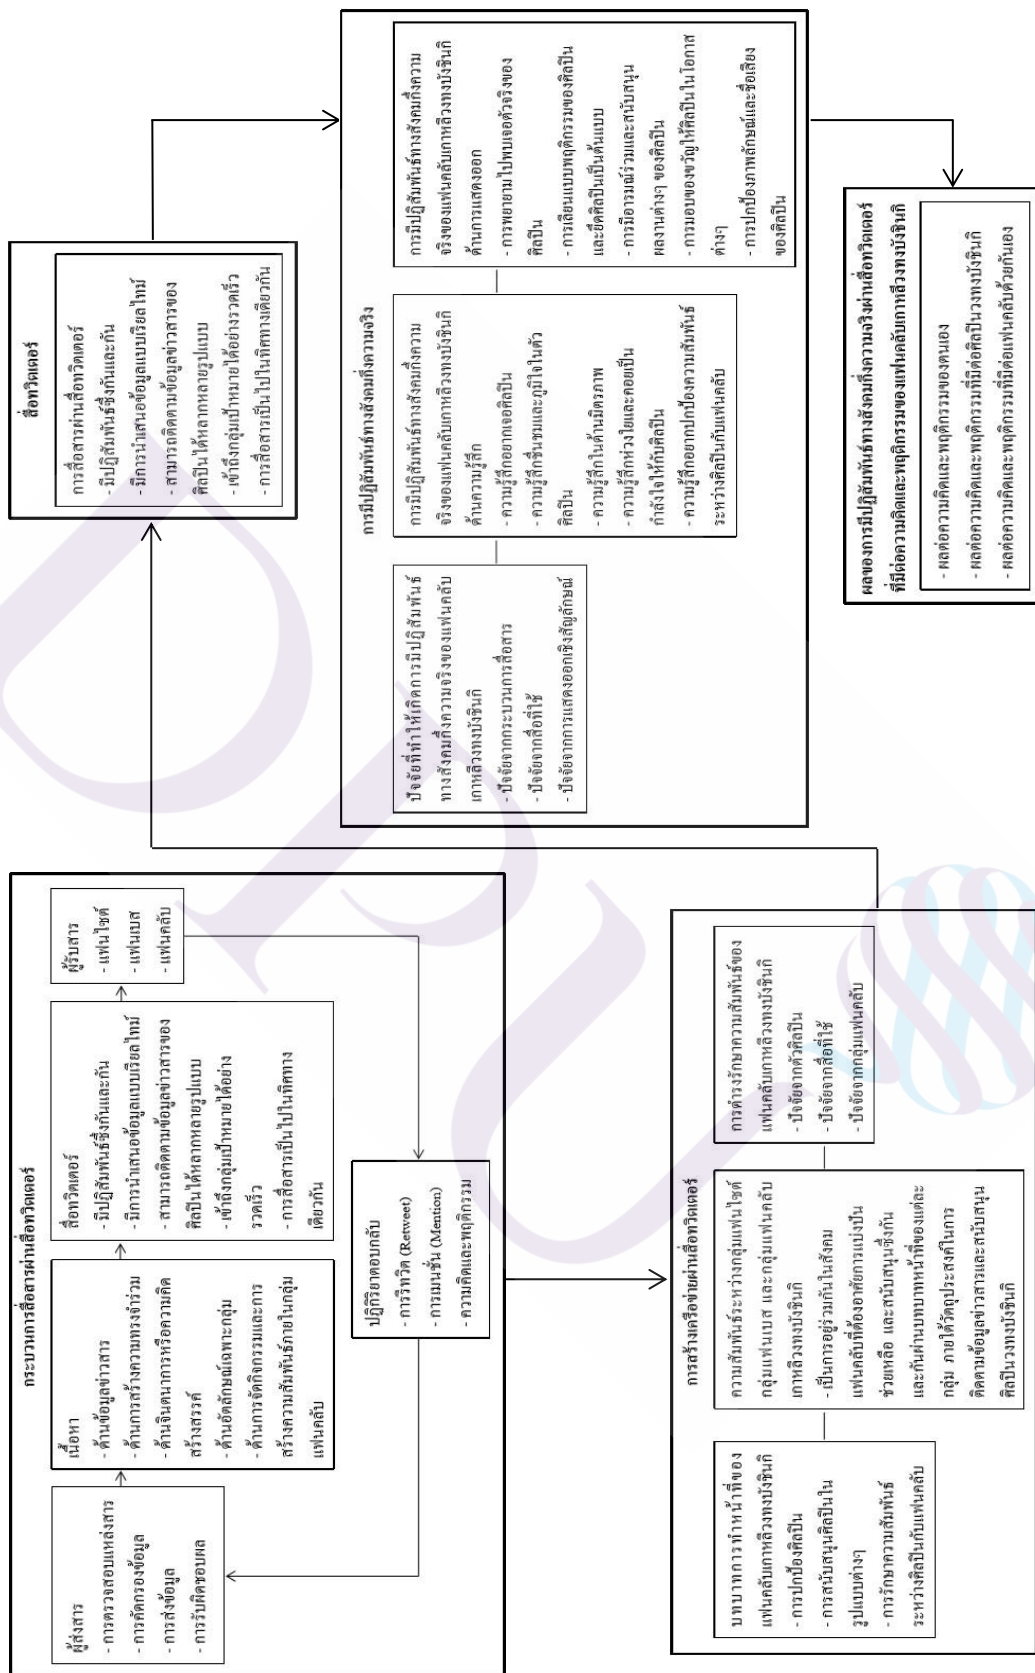 กระบวนการสื่อสารผ่านสื่อทวิตเตอร์
ผู้ส่งสาร
- การตรวจสอบแหล่งสาร
- การคัดกรองข้อมูล
- การส่งข้อมูล
- การรับผิดชอบผล
เนื้อหา
- ด้านข้อมูลข่าวสาร
- ด้านการสร้างความทรงจำร่วม
- ด้านจินตนาการหรือความคิด
สร้างสรรค์
- ด้านอัตลักษณ์เฉพาะกลุ่ม
- ด้านการจัดกิจกรรมและการ
สร้างความสัมพันธ์ภายในกลุ่ม
แฟนคลับ
สื่อทวิตเตอร์
- มีปฏิสัมพันธ์ซึ่งกันและกัน
- มีการนำเสนอข้อมูลแบบเรียลไทม์
- สามารถติดตามข้อมูลข่าวสารของ
ศิลปินได้หลากหลายรูปแบบ
- เข้าถึงกลุ่มเป้าหมายได้อย่าง
รวดเร็ว
- การสื่อสารเป็นไปในทิศทาง
เดียวกัน
ผู้รับสาร
- แฟนไซต์
- แฟนเบส
- แฟนคลับ
ปฏิกิริยาตอบกลับ
- การรีทวิต (Retweet)
- การเมนชั่น (Mention)
- ความคิดและพฤติกรรม
การสร้างเครือข่ายผ่านสื่อทวิตเตอร์
บทบาทการทำหน้าที่ของ
แฟนคลับเกาหลีวงทงบังชินกิ
- การปกป้องศิลปิน
- การสนับสนุนศิลปินใน
รูปแบบต่างๆ
- การรักษาความสัมพันธ์
ระหว่างศิลปินกับแฟนคลับ
ความสัมพันธ์ระหว่างกลุ่มแฟนไซต์
กลุ่มแฟนเบส และกลุ่มแฟนคลับ
เกาหลีวงทงบังชินกิ
- เป็นการอยู่ร่วมกันในสังคม
แฟนคลับที่ต้องอาศัยการแบ่งปัน
ช่วยเหลือ และสนับสนุนซึ่งกัน
และกันผ่านบทบาทหน้าที่ของแต่ละ
กลุ่ม ภายใต้วัตถุประสงค์ในการ
ติดตามข้อมูลข่าวสารและสนับสนุน
ศิลปินวงทงบังชินกิ
การดำรงรักษาความสัมพันธ์ของ
แฟนคลับเกาหลีวงทงบังชินกิ
- ปัจจัยจากตัวศิลปิน
- ปัจจัยจากสื่อที่ใช้
- ปัจจัยจากกลุ่มแฟนคลับ
สื่อทวิตเตอร์
การสื่อสารผ่านสื่อทวิตเตอร์
- มีปฏิสัมพันธ์ซึ่งกันและกัน
- มีการนำเสนอข้อมูลแบบเรียลไทม์
- สามารถติดตามข้อมูลข่าวสารของ
ศิลปินได้หลากหลายรูปแบบ
- เข้าถึงกลุ่มเป้าหมายได้อย่างรวดเร็ว
- การสื่อสารเป็นไปในทิศทางเดียวกัน
การมีปฏิสัมพันธ์ทางสังคมกึ่งความจริง
ปัจจัยที่ทำให้เกิดการมีปฏิสัมพันธ์
ทางสังคมกึ่งความจริงของแฟนคลับ
เกาหลีวงทงบังชินกิ
- ปัจจัยจากกระบวนการสื่อสาร
- ปัจจัยจากสื่อที่ใช้
- ปัจจัยจากการแสดงออกเชิงสัญลักษณ์
การมีปฏิสัมพันธ์ทางสังคมกึ่งความ
จริงของแฟนคลับเกาหลีวงทงบังชินกิ
ด้านความรู้สึก
- ความรู้สึกอยากเจอศิลปิน
- ความรู้สึกชื่นชมและภูมิใจในตัว
ศิลปิน
- ความรู้สึกในด้านมิตรภาพ
- ความรู้สึกห่วงใยและคอยเป็น
กำลังใจให้กับศิลปิน
- ความรู้สึกอยากปกป้องความสัมพันธ์
ระหว่างศิลปินกับแฟนคลับ
การมีปฏิสัมพันธ์ทางสังคมกึ่งความ
จริงของแฟนคลับเกาหลีวงทงบังชินกิ
ด้านการแสดงออก
- การพยายามไปพบเจอตัวจริงของ
ศิลปิน
- การเลียนแบบพฤติกรรมของศิลปิน
และยึดศิลปินเป็นต้นแบบ
- การมีอารมณ์ร่วมและสนับสนุน
ผลงานต่างๆ ของศิลปิน
- การมอบของขวัญให้ศิลปินในโอกาส
ต่างๆ
- การปกป้องภาพลักษณ์และชื่อเสียง
ของศิลปิน
ผลของการมีปฏิสัมพันธ์ทางสังคมกึ่งความจริงผ่านสื่อทวิตเตอร์
ที่มีต่อความคิดและพฤติกรรมของแฟนคลับเกาหลีวงทงบังชินกิ
- ผลต่อความคิดและพฤติกรรมของตนเอง
- ผลต่อความคิดและพฤติกรรมที่มีต่อศิลปินวงทงบังชินกิ
- ผลต่อความคิดและพฤติกรรมที่มีต่อแฟนคลับด้วยกันเอง
DPU